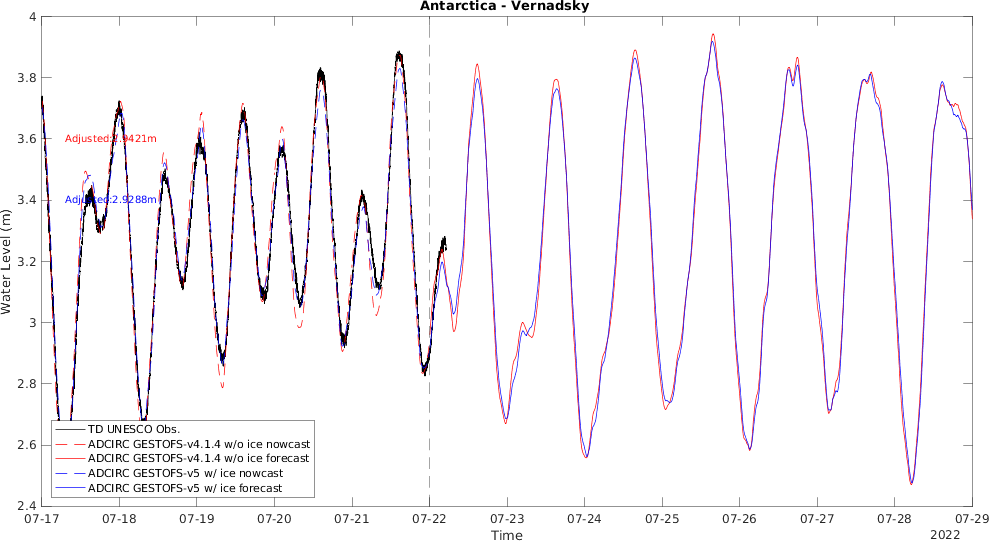 Antarctica - Vernadsky
4
3.8
3.6
3.4
3.2
3
2.8
2.6
2.4
Water Level (m)
Adjusted:2.9421m
Adjusted:2.9288m
TD UNESCO Obs.
ADCIRC GESTOFS-v4.1.4 w/o ice nowcast
ADCIRC GESTOFS-v4.1.4 w/o ice forecast
ADCIRC GESTOFS-v5 w/ ice nowcast
ADCIRC GESTOFS-v5 w/ ice forecast
07-17 07-18 07-19 07-20 07-21 07-22 07-23 07-24 07-25 07-26 07-27 07-28 07-29
Time
2022